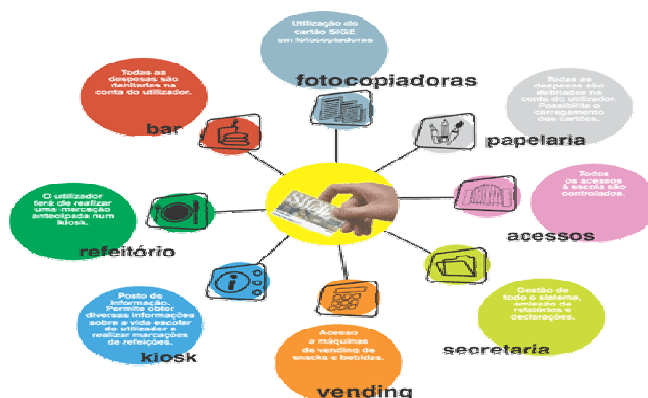 Utilização do
cartão SIGE
em fotocopiadoras
fotocopiadoras
Todas as
despesas são
debitadas na
conta do utilizador.
bar
Todas as
despesas são
debitadas na
conta do utilizador.
Possibilita o
carregamento
dos cartões.
papelaria
O utilizador
terá de realizar
uma marcação
antecipada num
kiosk.
refeitório
SIGE
Todos
os acessos
à escola são
controlados.
acessos
Posto de
informação.
Permite obter
diversas informações
sobre a vida escolar
do utilizador e
realizar marcações
de refeições.
kiosk
Acesso
a máquinas
de vending de
snacks e bebidas.
vending
Gestão de
todo o sistema,
emissão de
relatórios e
declarações.
secretaria